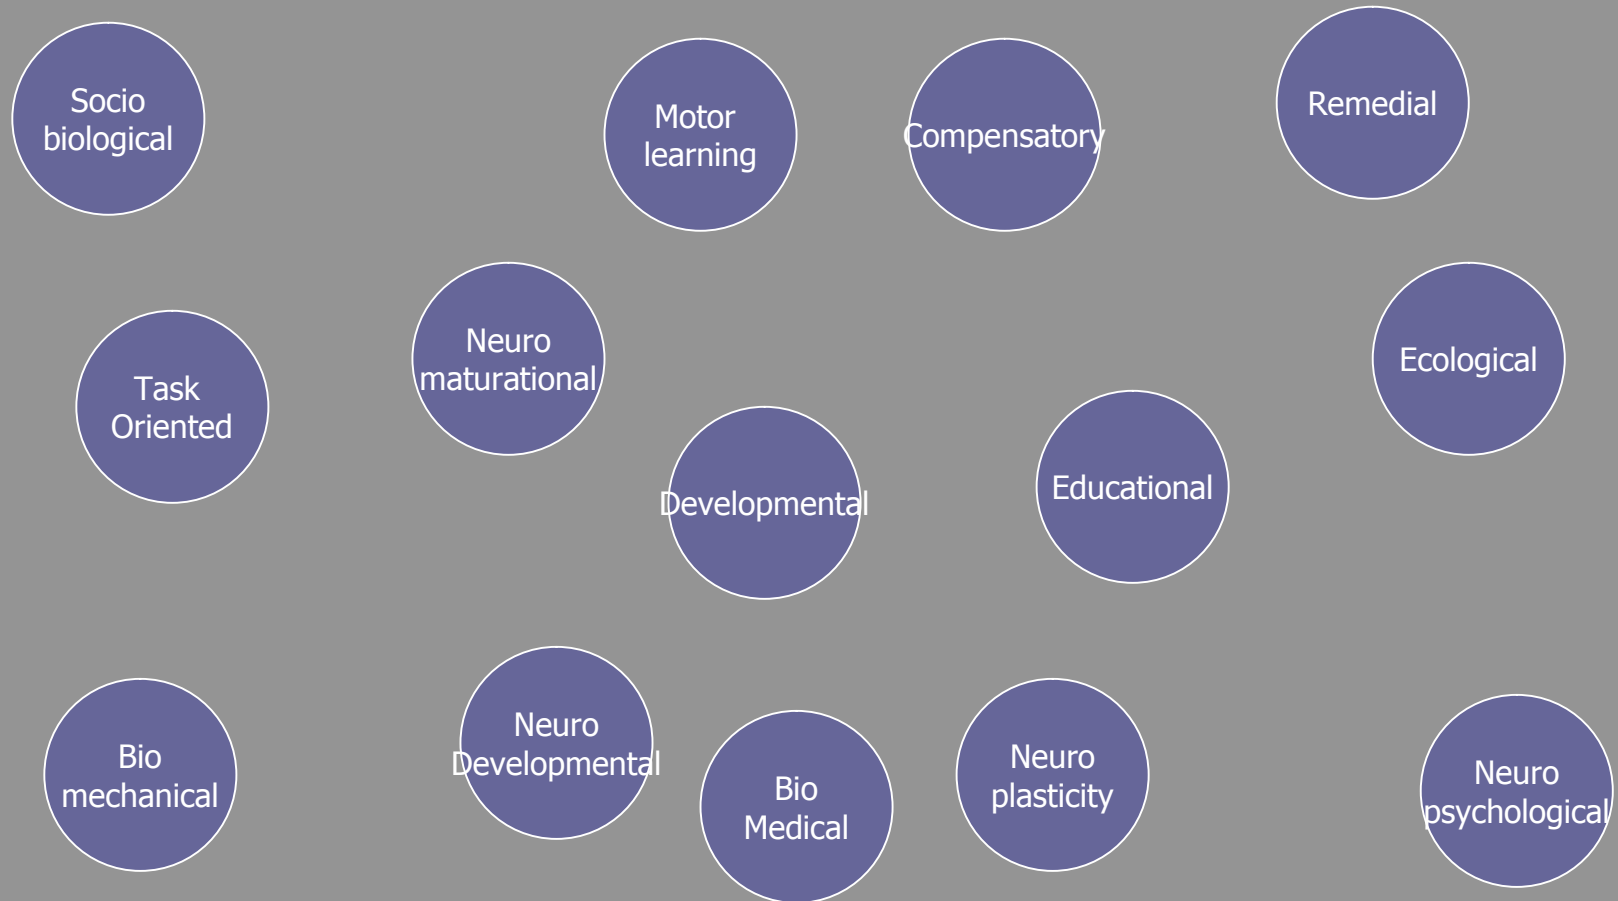 Socio
biological
Motor
learning
Compensatory
Remedial
Neuro
maturational
Ecological
Task
Oriented
Developmental
Educational
Neuro
Developmental
Bio
mechanical
Bio
Medical
Neuro
plasticity
Neuro
psychological